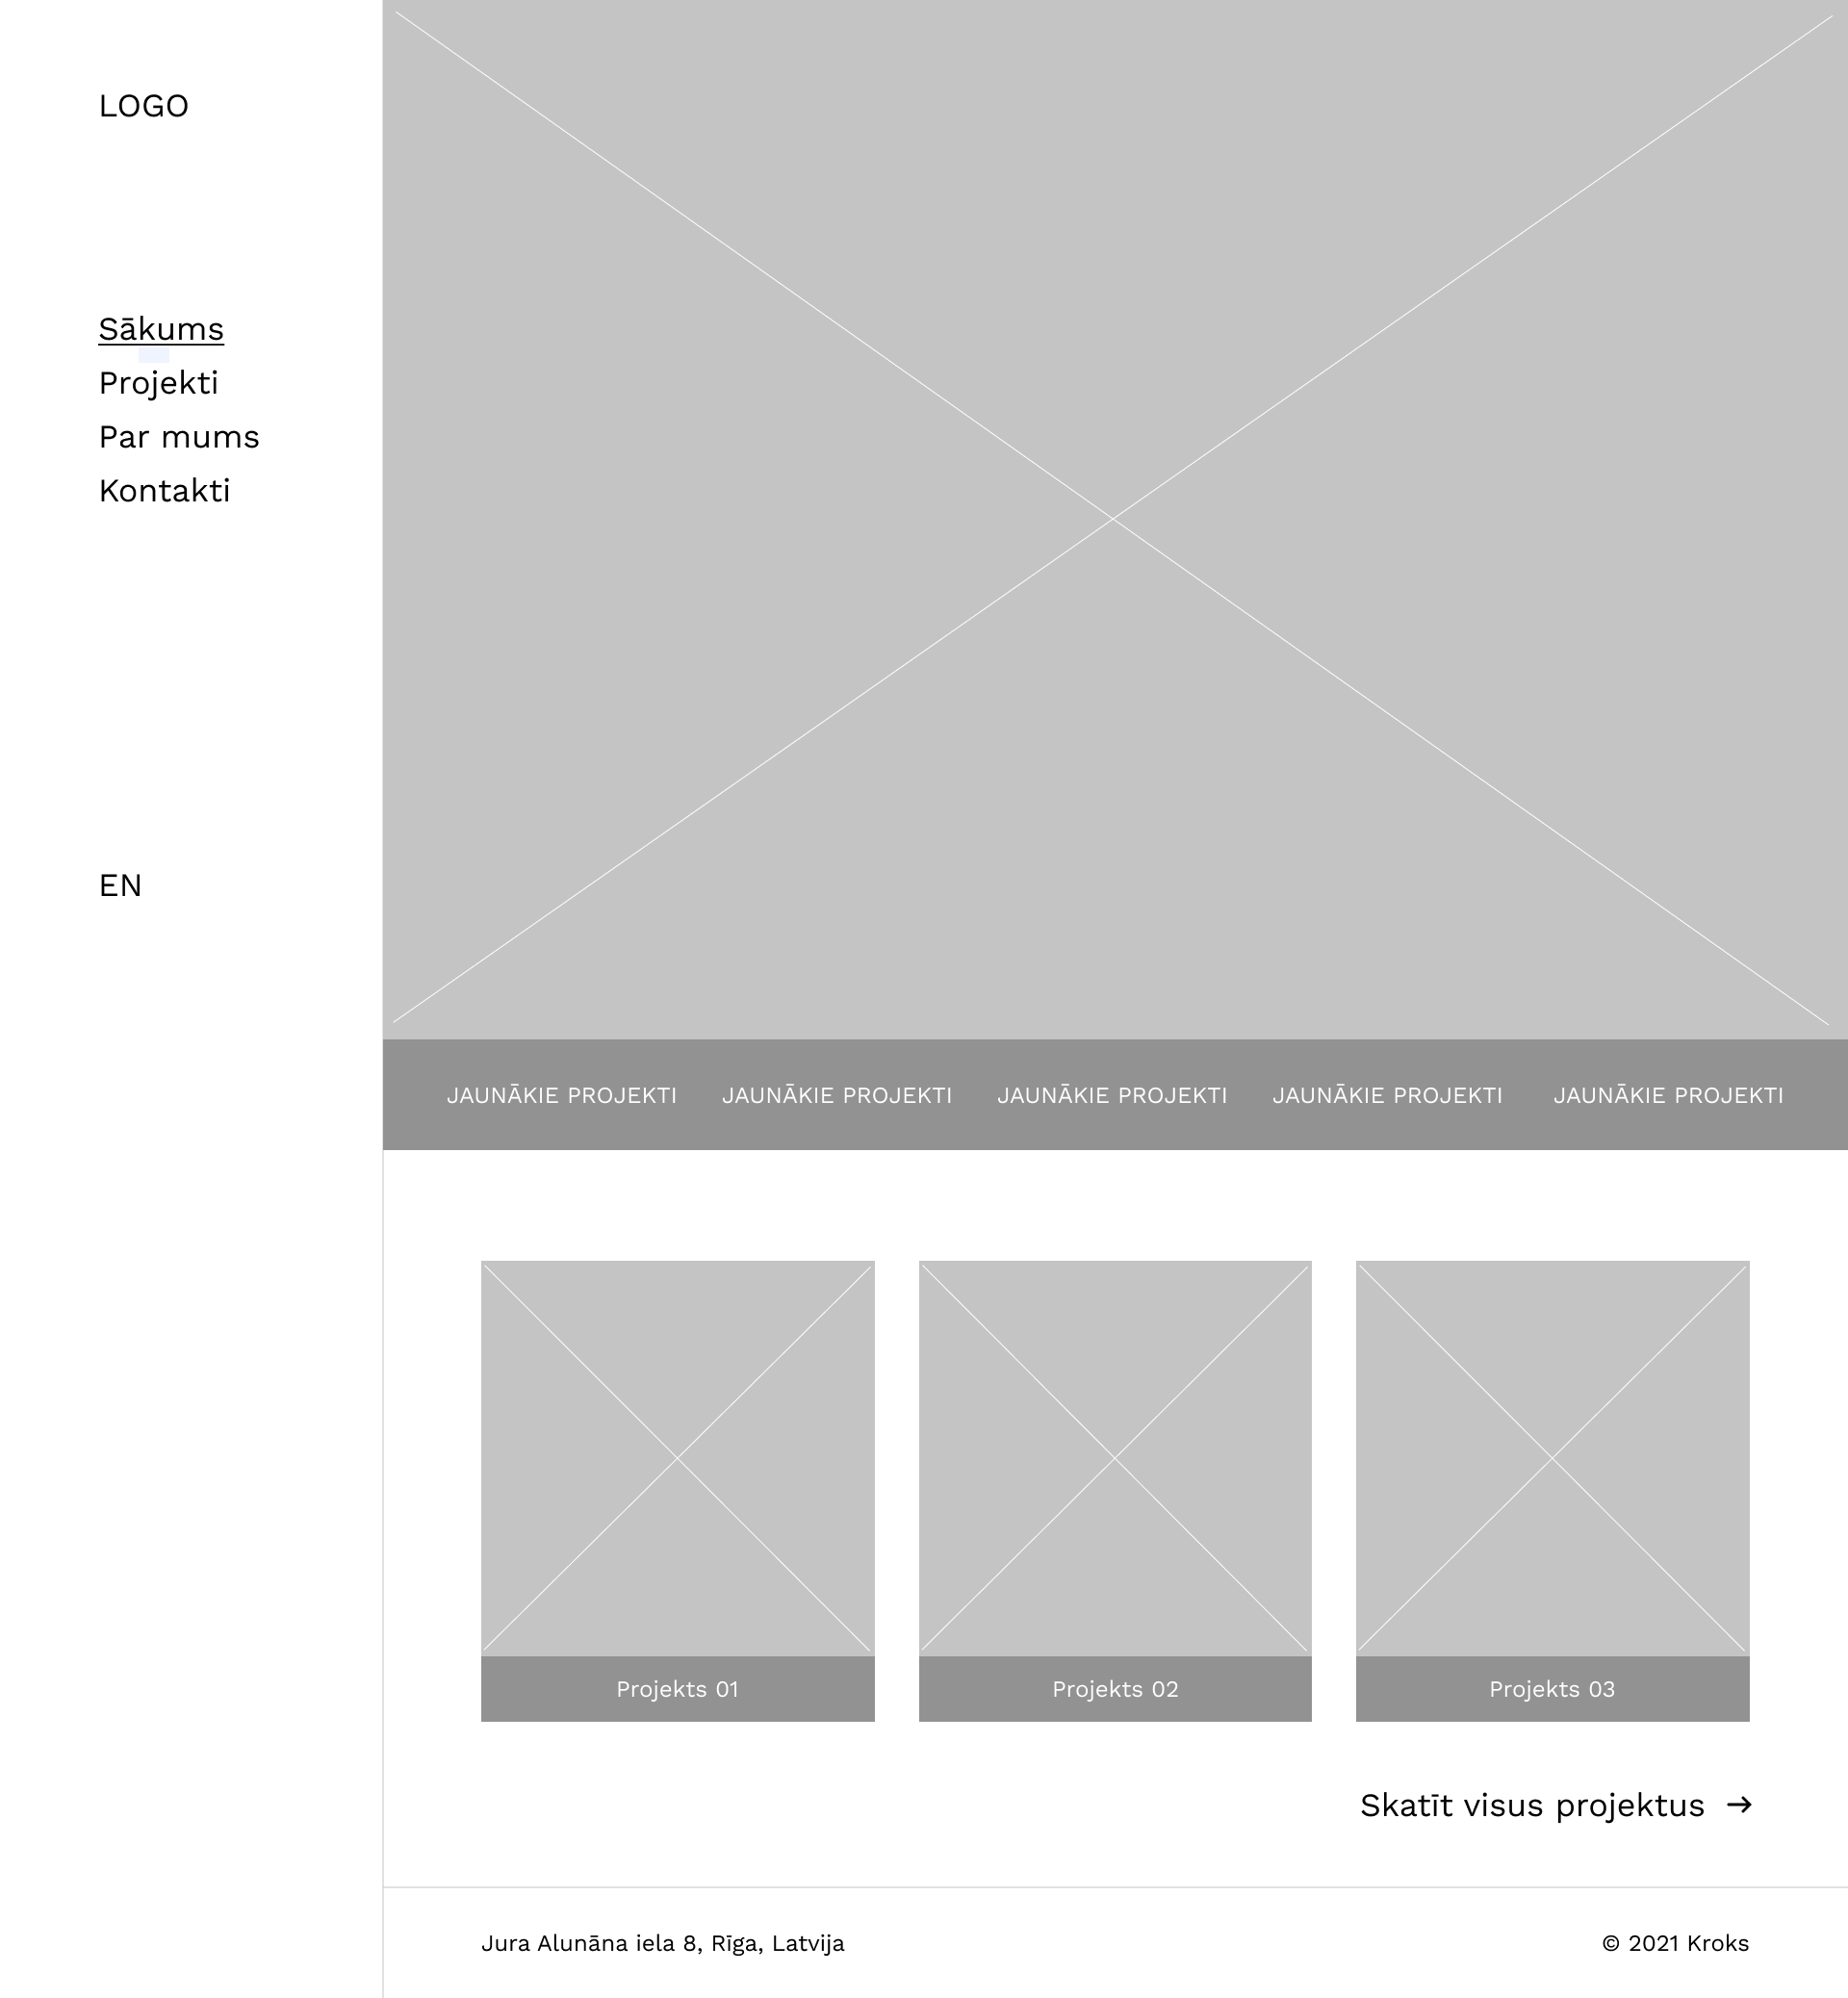 LOGO
Sākums
Projekti
Par mums
Kontakti
EN
JAUNĀKIE PROJEKTI JAUNĀKIE PROJEKTI JAUNĀKIE PROJEKTI JAUNĀKIE PROJEKTI JAUNĀKIE PROJEKTI
Projekts 01
Projekts 02
Projekts 03
Skatīt visus projektus →
Jura Alunāna iela 8, Rīga, Latvija
© 2021 Kroks